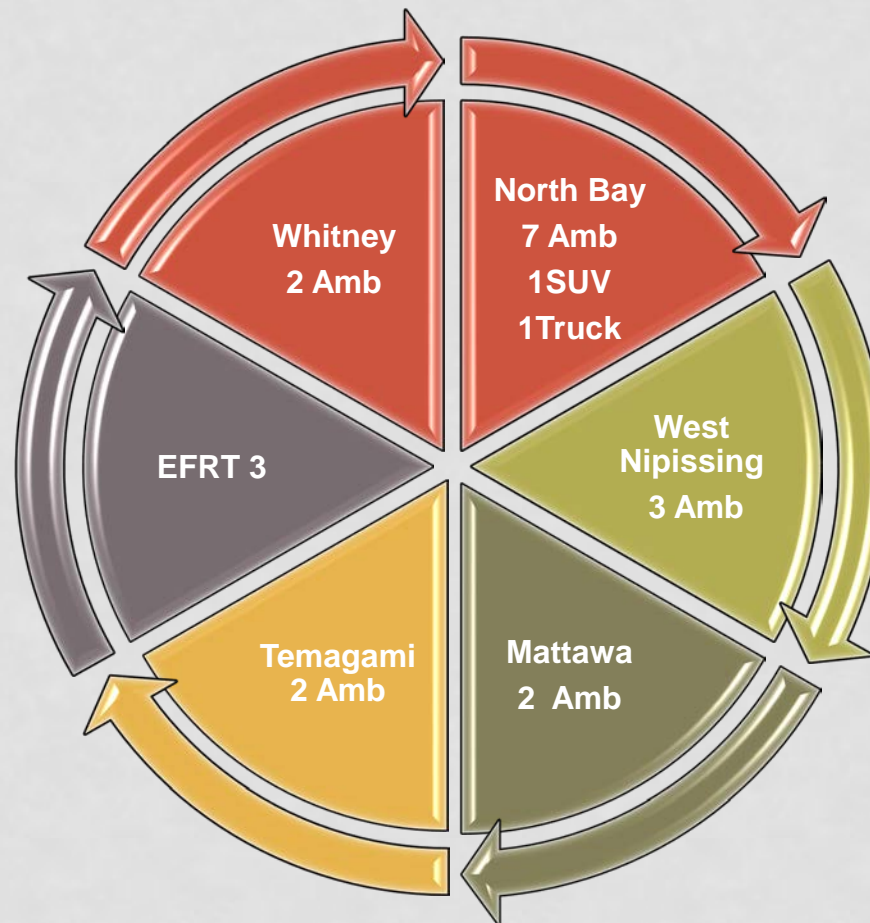 North Bay
7 Amb
1SUV
1Truck
West
Nipissing
3 Amb
Mattawa
2 Amb
Temagami
2 Amb
EFRT 3
Whitney
2 Amb